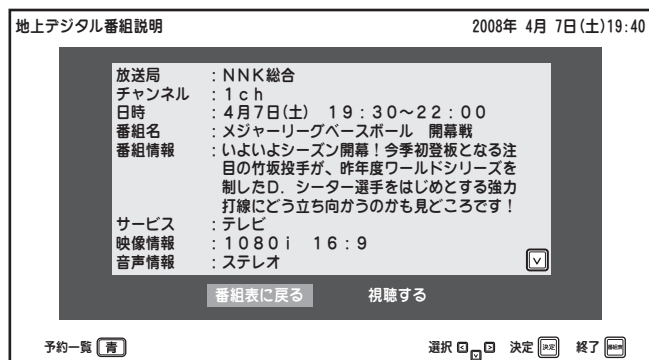 地上デジタル番組説明 2008年 4月 7日(土)19:40
放送局 :NNK総合
チャンネル :1ch
日時 :4月7日(土) 19:30~22:00
番組名 :メジャーリーグベースボール 開幕戦
番組情報 :いよいよシーズン開幕!今季初登板となる注
目の竹坂投手が、昨年度ワールドシリーズを
制したD.シーター選手をはじめとする強力
打線にどう立ち向かうのかも見どころです!
サービス :テレビ
映像情報 :1080i 16:9
音声情報 :ステレオ
番組表に戻る 視聴する
予約一覧 青 選択 決定 決定 終了 番組表